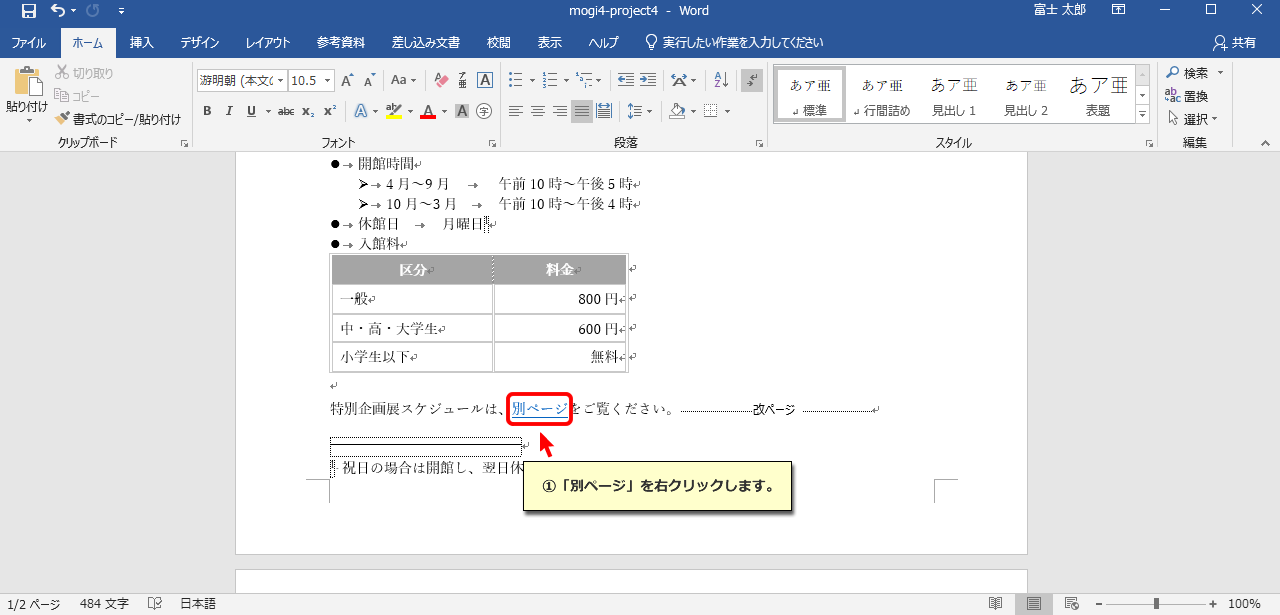 mogi4-project4 - Word
富士 太郎
ファイル ホーム 挿入 デザイン レイアウト 参考資料 差し込み文書 校閲 表示 ヘルプ 実行したい作業を入力してください 共有
貼り付け
切り取り
コピー
書式のコピー/貼り付け
クリップボード
游明朝 (本文の 10.5 A A Aa
B I U abc x₂ x² A ab A A 字
フォント
段落
あア亜 標準
あア亜 行間詰め
あア亜 見出し 1
あア亜 見出し 2
あア亜 表題
スタイル
検索
置換
選択
編集
● 開館時間
➢ 4 月～9 月 午前 10 時～午後 5 時
➢ 10 月～3 月 午前 10 時～午後 4 時
● 休館日 月曜日
● 入館料
区分 料金
一般 800 円
中・高・大学生 600 円
小学生以下 無料
特別企画展スケジュールは、別ページをご覧ください。 改ページ
祝日の場合は開館し、翌日休
①「別ページ」を右クリックします。
1/2 ページ 484 文字 日本語 100%